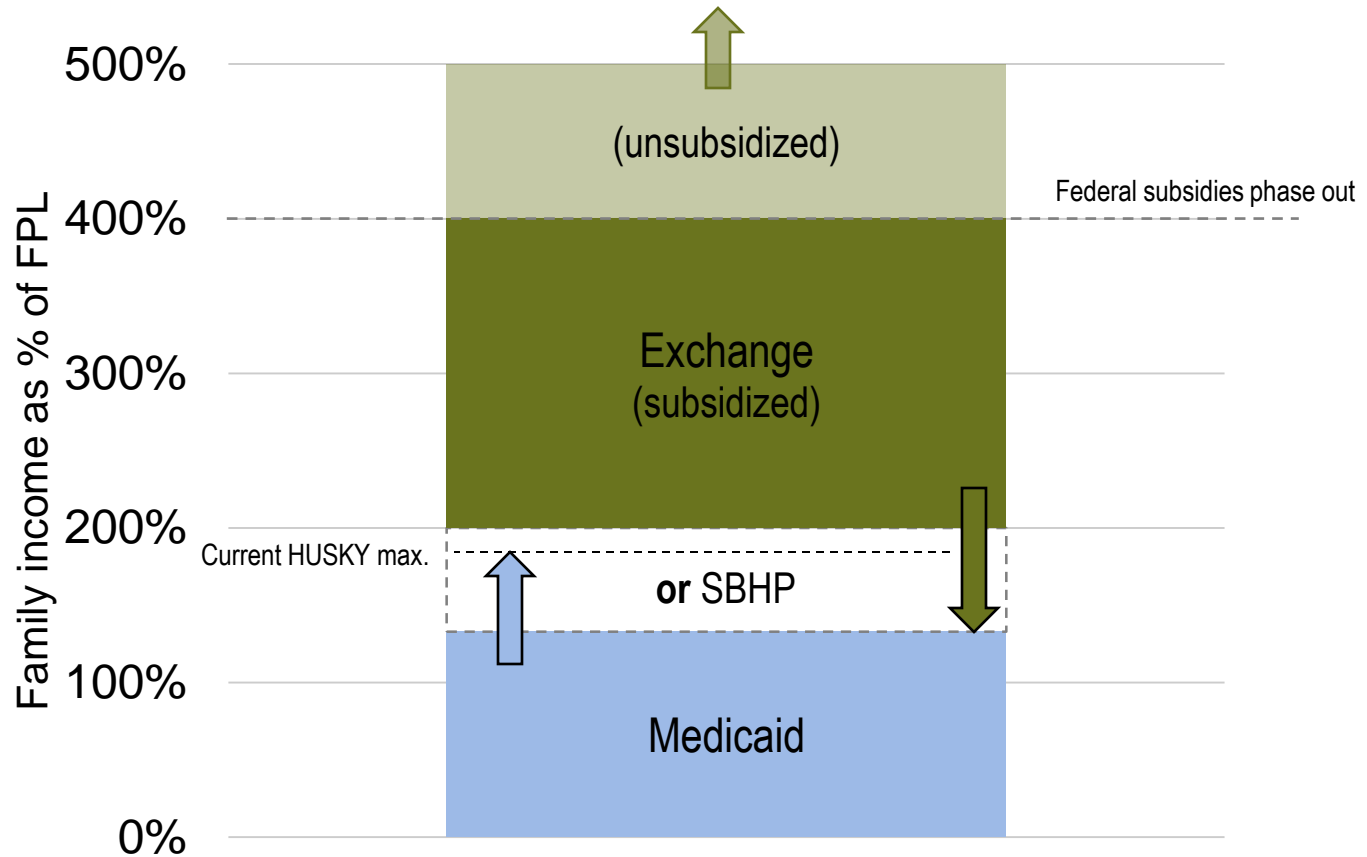 500%
(unsubsidized)
Federal subsidies phase out
400%
Family income as % of FPL
Exchange
300%
(subsidized)
200%
Current HUSKY max.
or SBHP
100%
Medicaid
0%